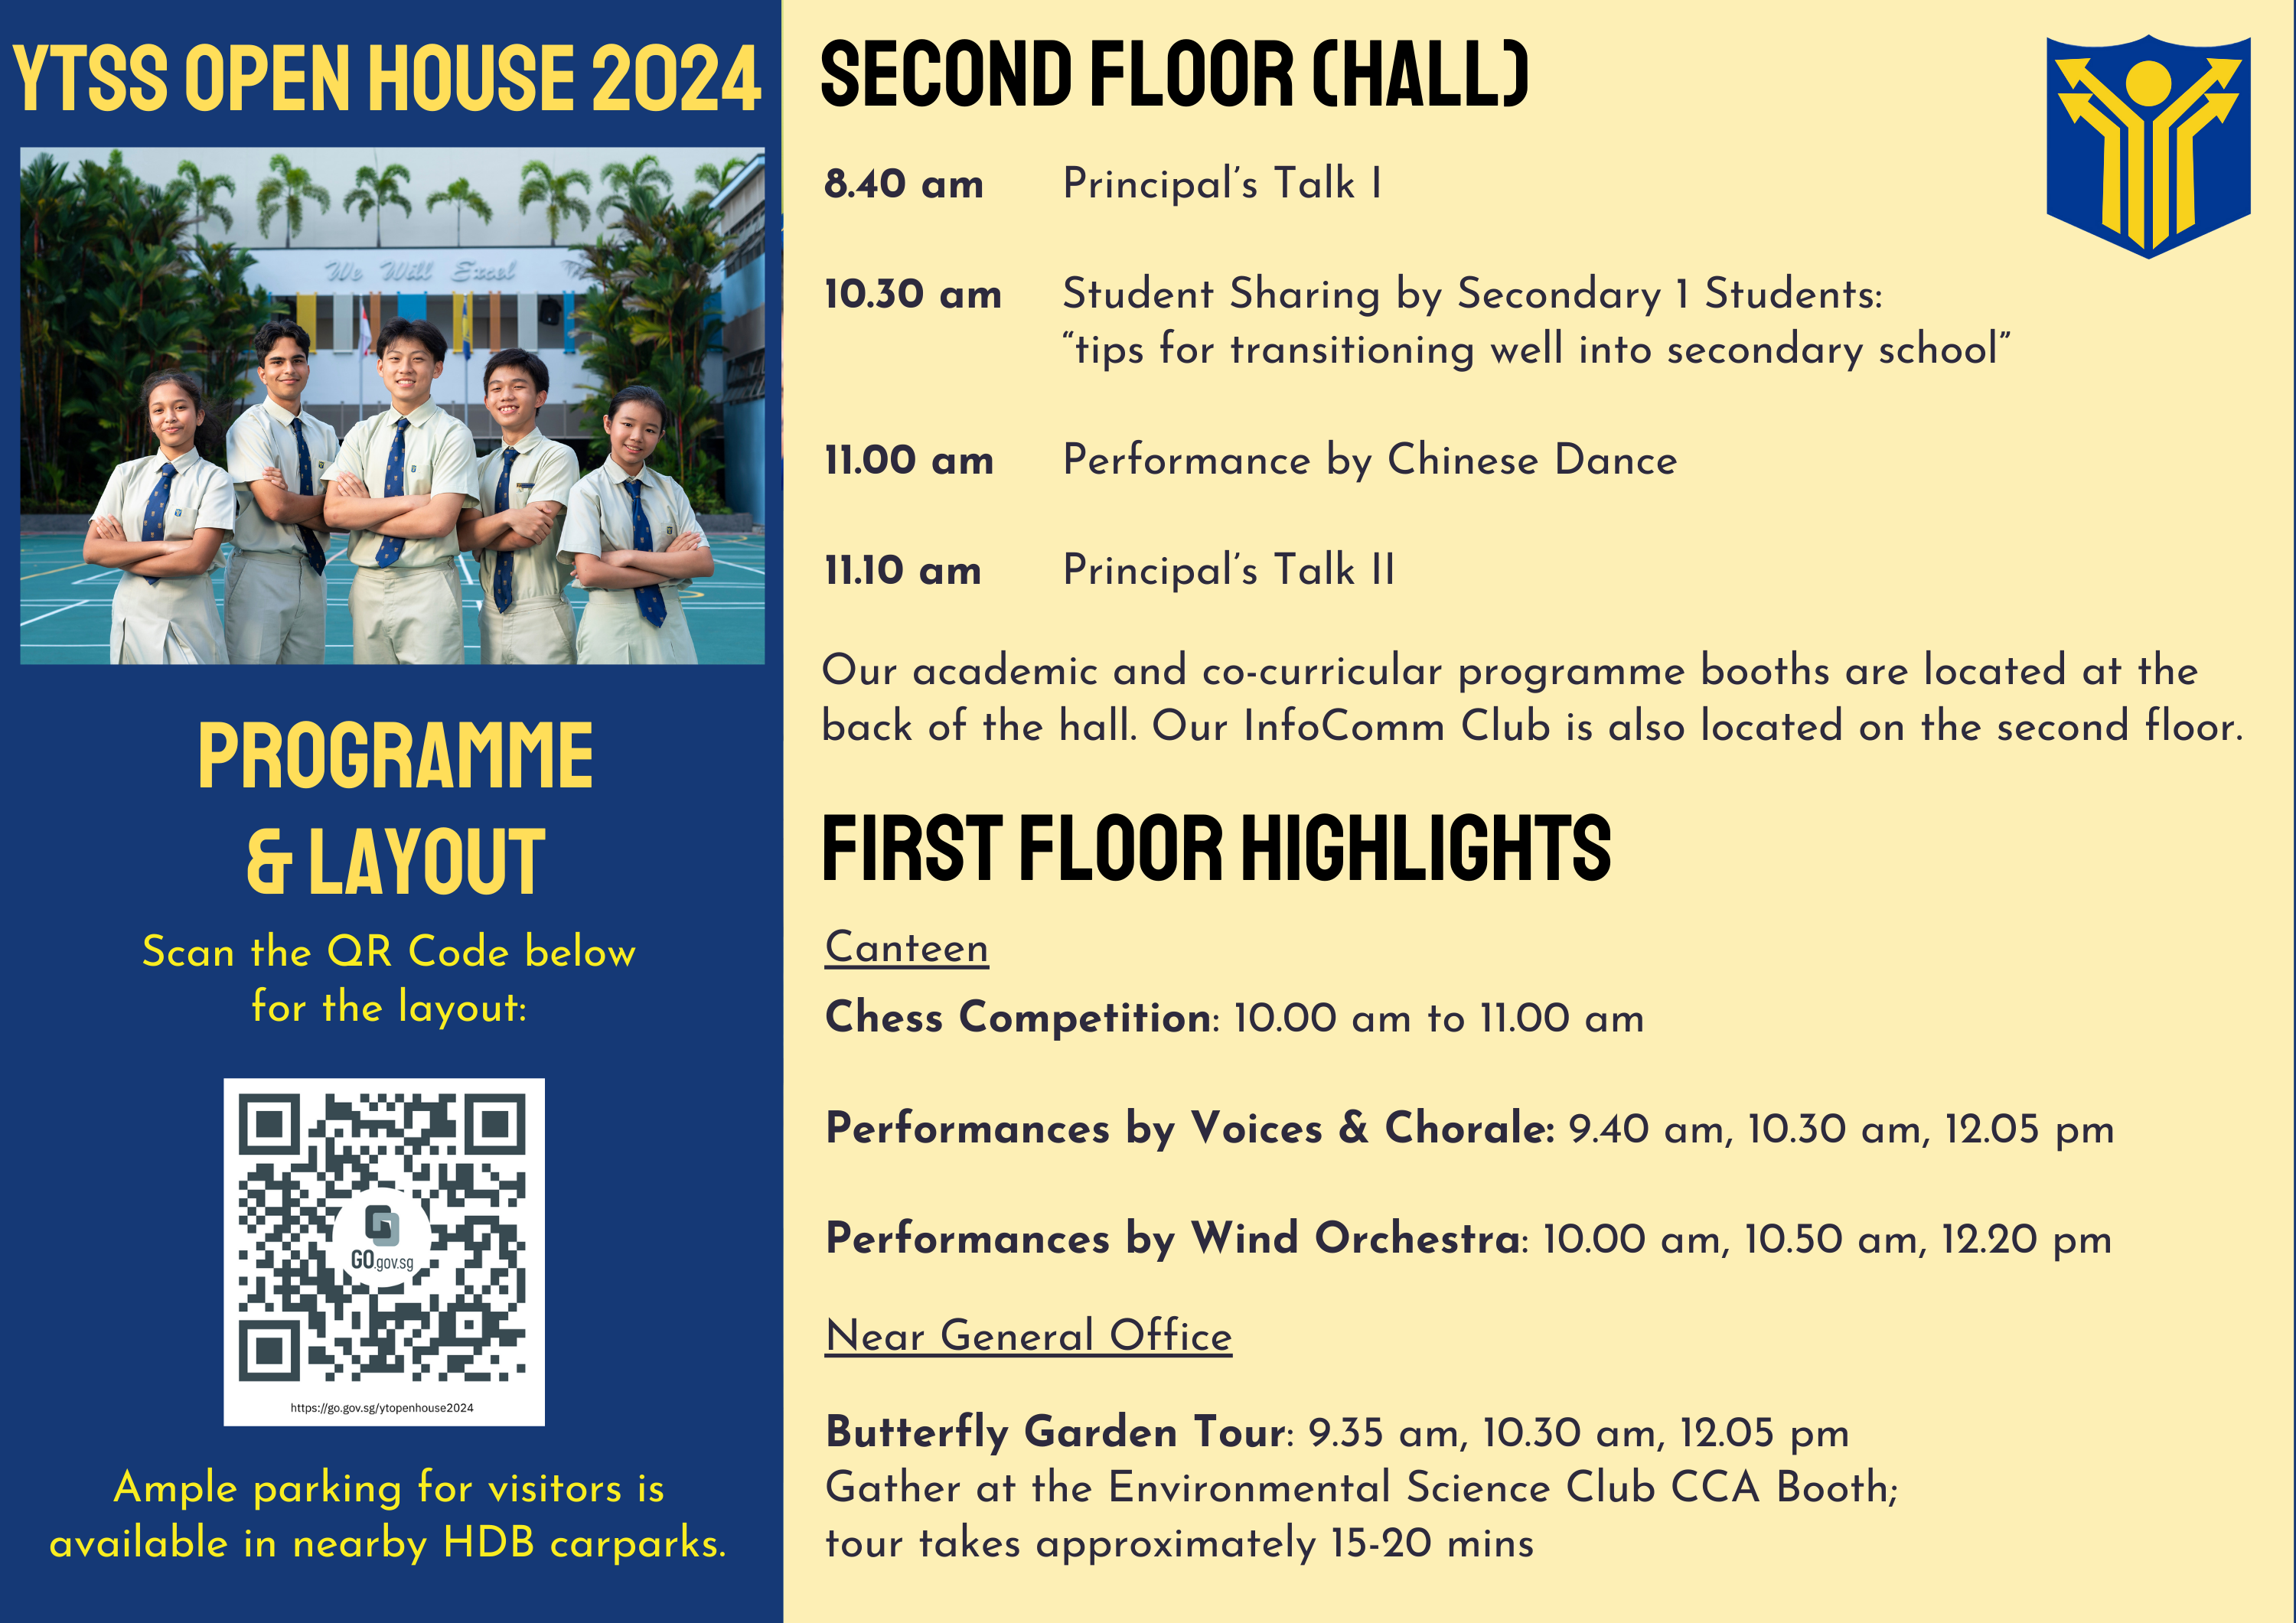 YTSS OPEN HOUSE 2024
We Will Excel
PROGRAMME
& LAYOUT
Scan the QR Code below
for the layout:
GO.gov.sg
https://go.gov.sg/ytopenhouse2024
Ample parking for visitors is
available in nearby HDB carparks.
SECOND FLOOR (HALL)
8.40 am Principal's Talk I
10.30 am Student Sharing by Secondary 1 Students:
“tips for transitioning well into secondary school”
11.00 am Performance by Chinese Dance
11.10 am Principal's Talk II
Our academic and co-curricular programme booths are located at the
back of the hall. Our InfoComm Club is also located on the second floor.
FIRST FLOOR HIGHLIGHTS
Canteen
Chess Competition: 10.00 am to 11.00 am
Performances by Voices & Chorale: 9.40 am, 10.30 am, 12.05 pm
Performances by Wind Orchestra: 10.00 am, 10.50 am, 12.20 pm
Near General Office
Butterfly Garden Tour: 9.35 am, 10.30 am, 12.05 pm
Gather at the Environmental Science Club CCA Booth;
tour takes approximately 15-20 mins